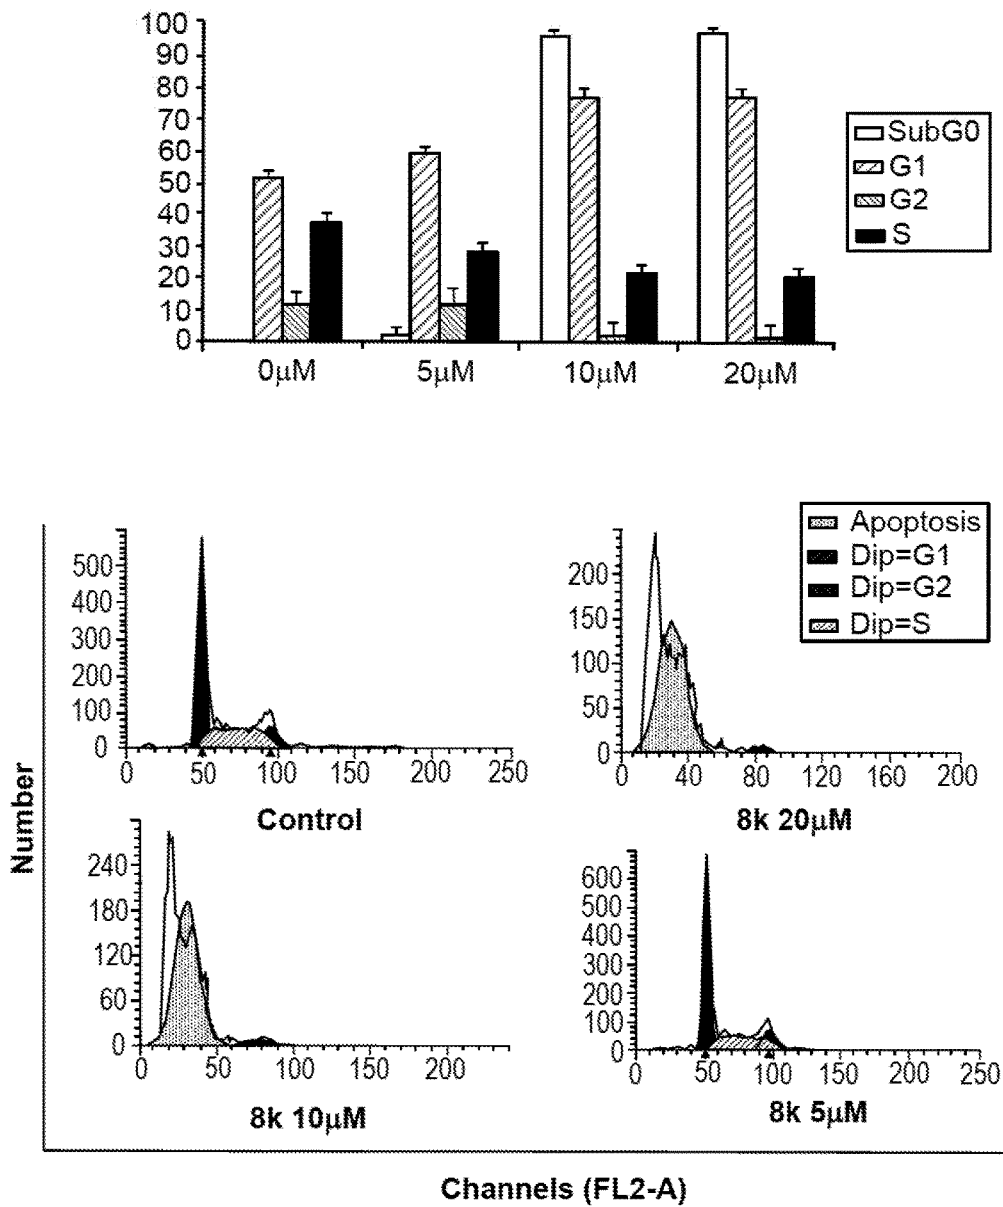 100
90
80
70
60
50
40
30
20
10
0
0µM 5µM 10µM 20µM
SubG0
G1
G2
S
Apoptosis
Dip=G1
Dip=G2
Dip=S
Number
500
400
300
200
100
0
0 50 100 150 200 250
Control
200
150
100
50
0
0 40 80 120 160 200
8k 20µM
240
180
120
60
0
0 50 100 150 200
8k 10µM
600
500
400
300
200
100
0
0 50 100 150 200 250
8k 5µM
Channels (FL2-A)